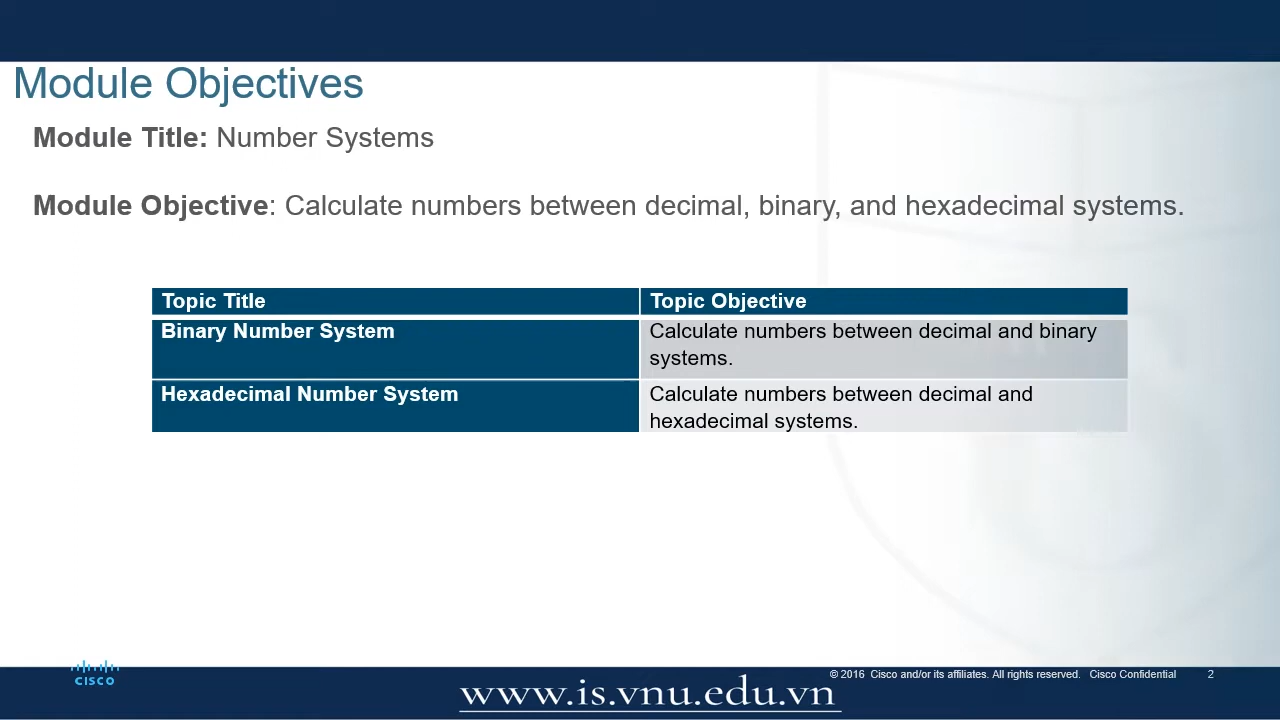 Module Objectives
Module Title: Number Systems
Module Objective: Calculate numbers between decimal, binary, and hexadecimal systems.
Topic Title
Topic Objective
Binary Number System
Calculate numbers between decimal and binary
systems.
Hexadecimal Number System
Calculate numbers between decimal and
hexadecimal systems.
CISCO
© 2016 Cisco and/or its affiliates. All rights reserved. Cisco Confidential
2
www.is.vnu.edu.vn